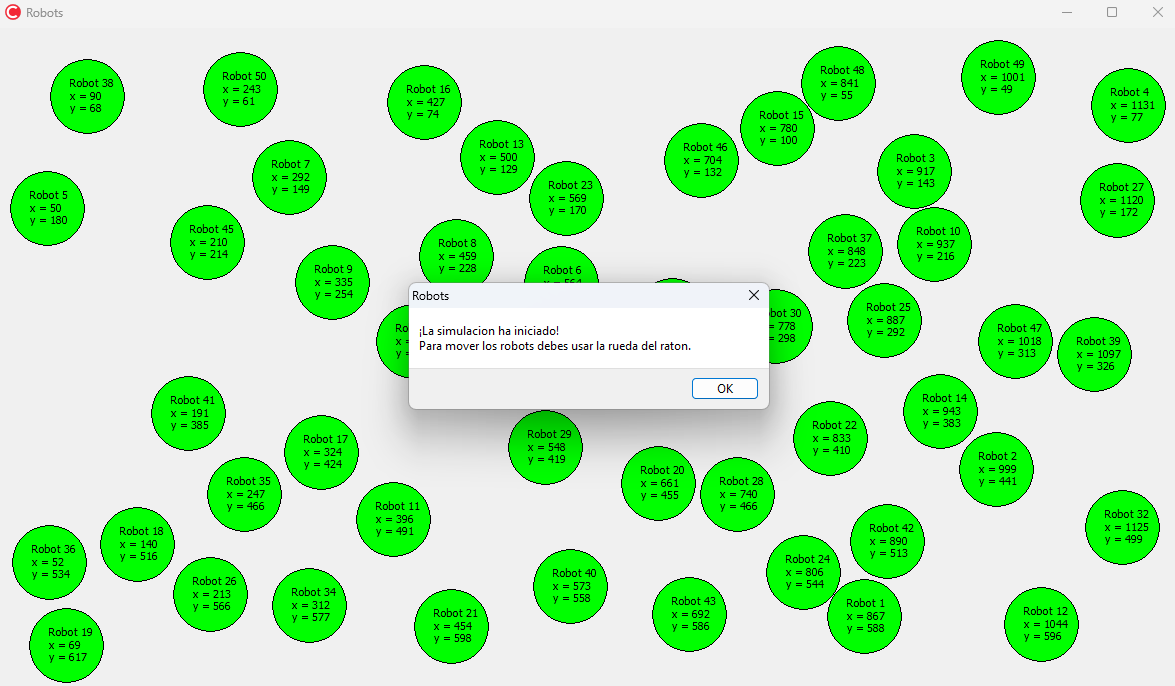 Robots
Robot 38
x = 90
y = 68
Robot 50
x = 243
y = 61
Robot 16
x = 427
y = 74
Robot 48
x = 841
y = 55
Robot 49
x = 1001
y = 49
Robot 4
x = 1131
y = 77
Robot 15
x = 780
y = 100
Robot 13
x = 500
y = 129
Robot 46
x = 704
y = 132
Robot 7
x = 292
y = 149
Robot 3
x = 917
y = 143
Robot 23
x = 569
y = 170
Robot 27
x = 1120
y = 172
Robot 5
x = 50
y = 180
Robot 45
x = 210
y = 214
Robot 10
x = 937
y = 216
Robot 37
x = 848
y = 223
Robot 8
x = 459
y = 228
Robot 9
x = 335
y = 254
Robot 6
Robots
¡La simulacion ha iniciado!
Para mover los robots debes usar la rueda del raton.
OK
30
= 778
= 298
Robot 25
x = 887
y = 292
Robot 47
x = 1018
y = 313
Robot 39
x = 1097
y = 326
Robot 41
x = 191
y = 385
Robot 14
x = 943
y = 383
Robot 17
x = 324
y = 424
Robot 29
x = 548
y = 419
Robot 22
x = 833
y = 410
Robot 2
x = 999
y = 441
Robot 20
x = 661
y = 455
Robot 35
x = 247
y = 466
Robot 28
x = 740
y = 466
Robot 11
x = 396
y = 491
Robot 32
x = 1125
y = 499
Robot 18
x = 140
y = 516
Robot 42
x = 890
y = 513
Robot 36
x = 52
y = 534
Robot 24
x = 806
y = 544
Robot 26
x = 213
y = 566
Robot 40
x = 573
y = 558
Robot 34
x = 312
y = 577
Robot 43
x = 692
y = 586
Robot 1
x = 867
y = 588
Robot 21
x = 454
y = 598
Robot 12
x = 1044
y = 596
Robot 19
x = 69
y = 617